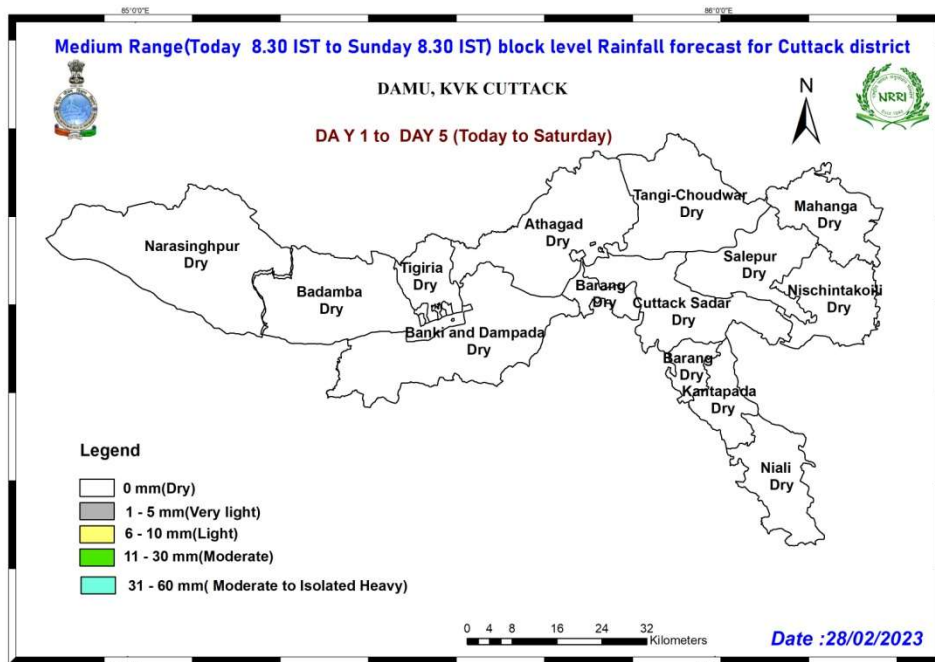 85°0'0"E
86°0'0"E
Medium Range(Today 8.30 IST to Sunday 8.30 IST) block level Rainfall forecast for Cuttack district
DAMU, KVK CUTTACK
N
NRRI
DA Y 1 to DAY 5 (Today to Saturday)
Tangi-Choudwar
Dry
Mahanga
Dry
Athagad
Dry
Narasinghpur
Dry
Salepur
Dry
Tigiria
Dry
Badamba
Dry
Barang
Dry
Nischintakoili
Dry
Cuttack Sadar
Dry
Banki and Dampada
Dry
Barang
Dry
Kantapada
Dry
Niali
Dry
Legend
0 mm(Dry)
1 - 5 mm(Very light)
6 - 10 mm(Light)
11 - 30 mm(Moderate)
31 - 60 mm( Moderate to Isolated Heavy)
0 4 8 16 24 32
Kilometers
Date :28/02/2023